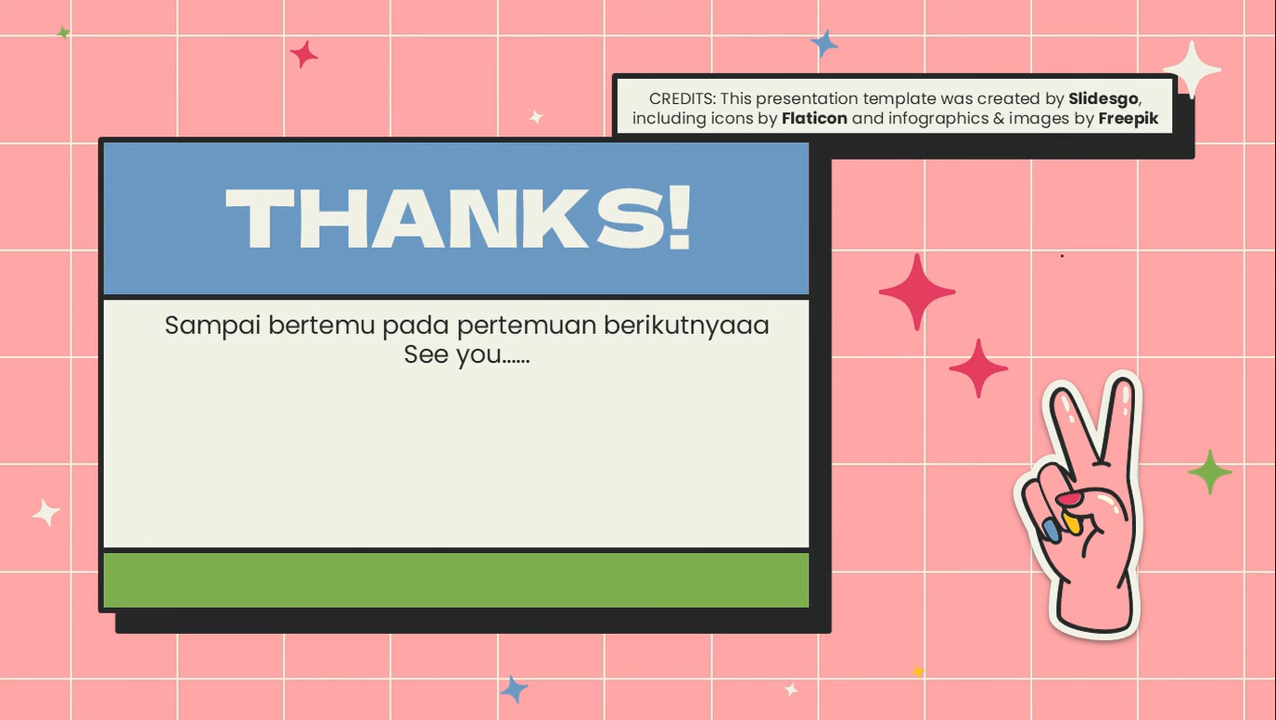 CREDITS: This presentation template was created by Slidesgo,
including icons by Flaticon and infographics & images by Freepik
THANKS!
Sampai bertemu pada pertemuan berikutnyaaa
See you......